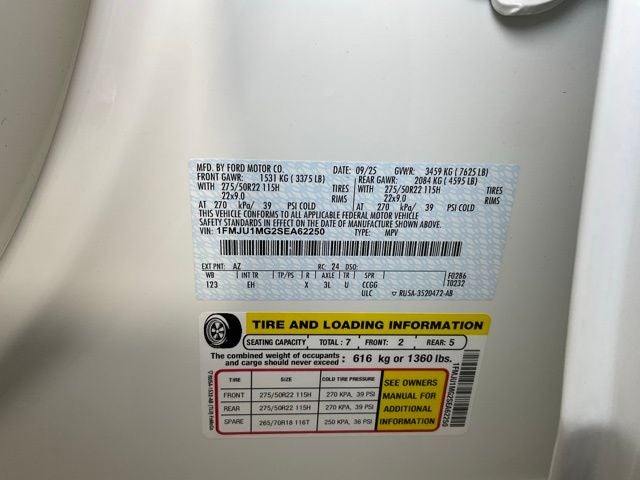 MFD. BY FORD MOTOR CO. 09/25 GVWR: 3459 KG ( 7625 LB)
FRONT GAWR: 1531 KG ( 3375 LB) REAR GAWR: 2084 KG ( 4595 LB)
WITH 275/50R22 115H TIRES WITH 275/50R22 115H TIRES
22x9.0 RIMS 22x9.0 RIMS
AT 270 kPa/ 39 PSI COLD AT 270 kPa/ 39 PSI COLD
THIS VEHICLE CONFORMS TO ALL APPLICABLE FEDERAL MOTOR VEHICLE
SAFETY STANDARDS IN EFFECT ON THE DATE OF MANUFACTURE SHOWN ABOVE.
VIN: 1FMJU1MG2SEA62250 TYPE: MPV
EXT PNT: AZ RC: 24 DSO:
WB INT TR TP/PS R AXLE TR SPR F0286
123 EH X 3L U CCGG T0232
ULC ▽ RU5A-3520472-AB
TIRE AND LOADING INFORMATION
SEATING CAPACITY TOTAL: 7 FRONT: 2 REAR: 5
The combined weight of occupants
and cargo should never exceed : 616 kg or 1360 lbs.
TIRE SIZE COLD TIRE PRESSURE
FRONT 275/50R22 115H 270 KPA, 39 PSI
REAR 275/50R22 115H 270 KPA, 39 PSI
SPARE 265/70R18 116T 250 KPA, 36 PSI
SEE OWNERS
MANUAL FOR
ADDITIONAL
INFORMATION
1FMJU1MG2SEA62250